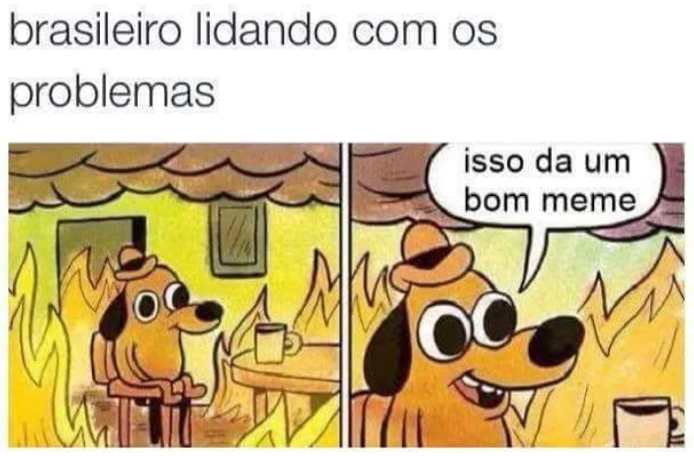 brasileiro lidando com os
problemas
isso da um
bom meme